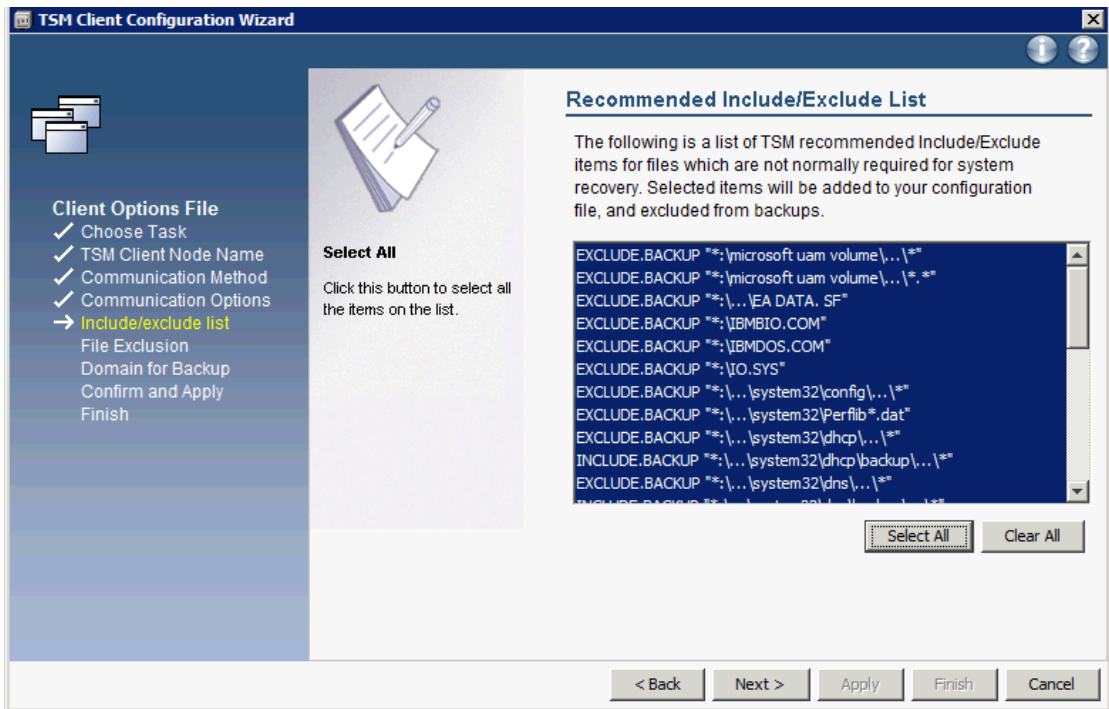 TSM Client Configuration Wizard
Client Options File
Choose Task
TSM Client Node Name
Communication Method
Communication Options
Include/exclude list
File Exclusion
Domain for Backup
Confirm and Apply
Finish
Select All
Click this button to select all
the items on the list.
Recommended Include/Exclude List
The following is a list of TSM recommended Include/Exclude
items for files which are not normally required for system
recovery. Selected items will be added to your configuration
file, and excluded from backups.
EXCLUDE.BACKUP "*:\microsoft uam volume\...\*"
EXCLUDE.BACKUP "*:\microsoft uam volume\...\*.*"
EXCLUDE.BACKUP "*:\...\EA DATA. SF"
EXCLUDE.BACKUP "*:\IBMBIO.COM"
EXCLUDE.BACKUP "*:\IBMDOS.COM"
EXCLUDE.BACKUP "*:\IO.SYS"
EXCLUDE.BACKUP "*:\...\system32\config\...\*"
EXCLUDE.BACKUP "*:\...\system32\Perflib*.dat"
EXCLUDE.BACKUP "*:\...\system32\dhcp\...\*"
INCLUDE.BACKUP "*:\...\system32\dhcp\backup\...\*"
EXCLUDE.BACKUP "*:\...\system32\dns\...\*"
Select All
Clear All
< Back
Next >
Apply
Finish
Cancel